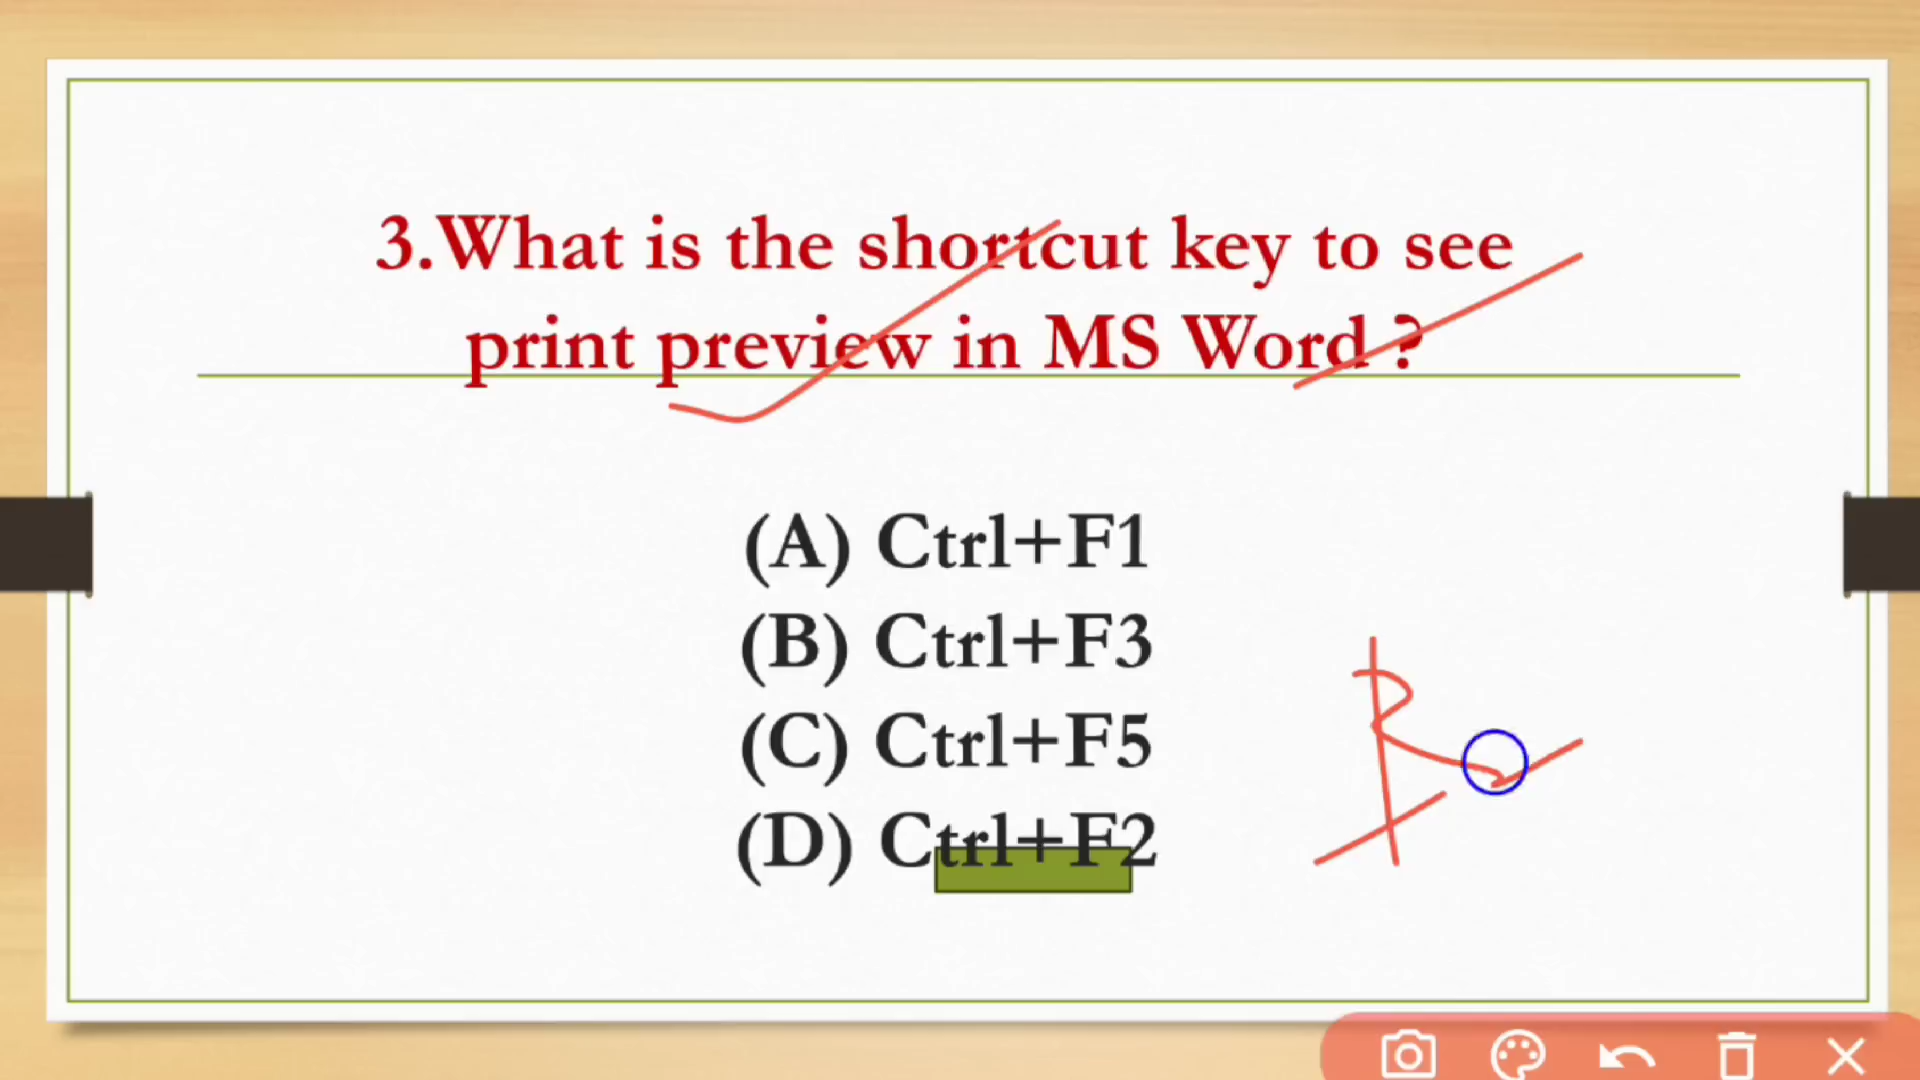 3.What is the shortcut key to see
print preview in MS Word ?
(A) Ctrl+F1
(B) Ctrl+F3
(C) Ctrl+F5
(D) Ctrl+F2